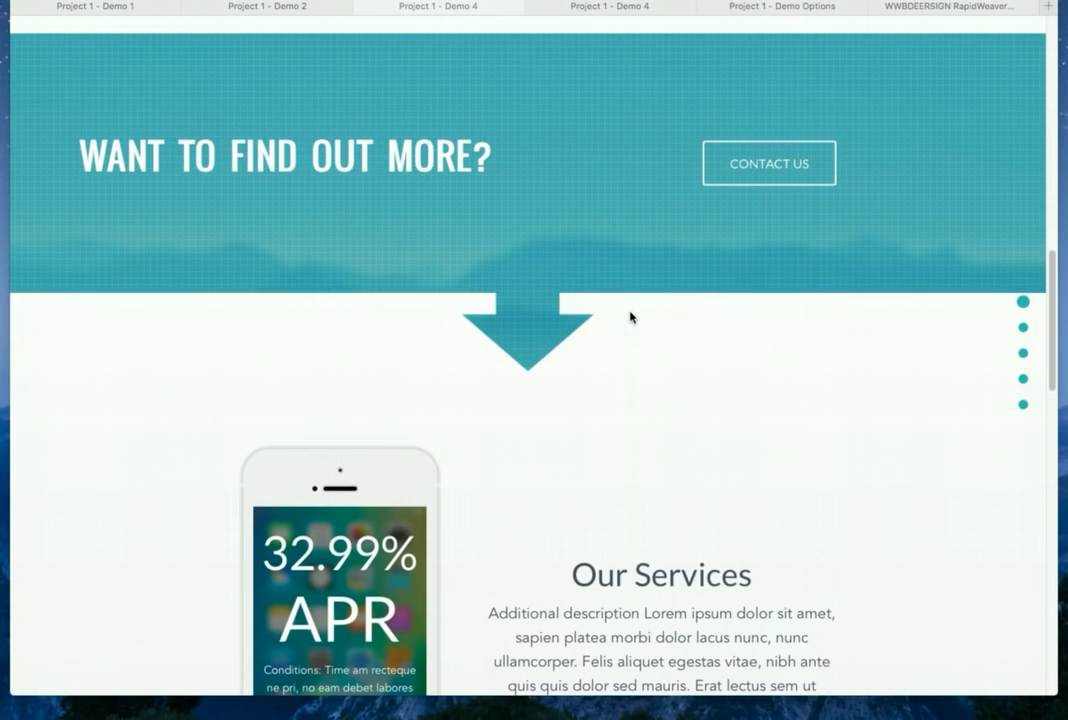 Project 1 - Demo 1
Project 1 - Demo 2
Project 1 - Demo 4
Project 1 - Demo 4
Project 1 - Demo Options
WWBDEERSIGN RapidWeaver...
WANT TO FIND OUT MORE?
CONTACT US
32.99%
APR
Conditions: Time am recteque
ne pri, no eam debet labores
Our Services
Additional description Lorem ipsum dolor sit amet,
sapien platea morbi dolor lacus nunc, nunc
ullamcorper. Felis aliquet egestas vitae, nibh ante
quis quis dolor sed mauris. Erat lectus sem ut